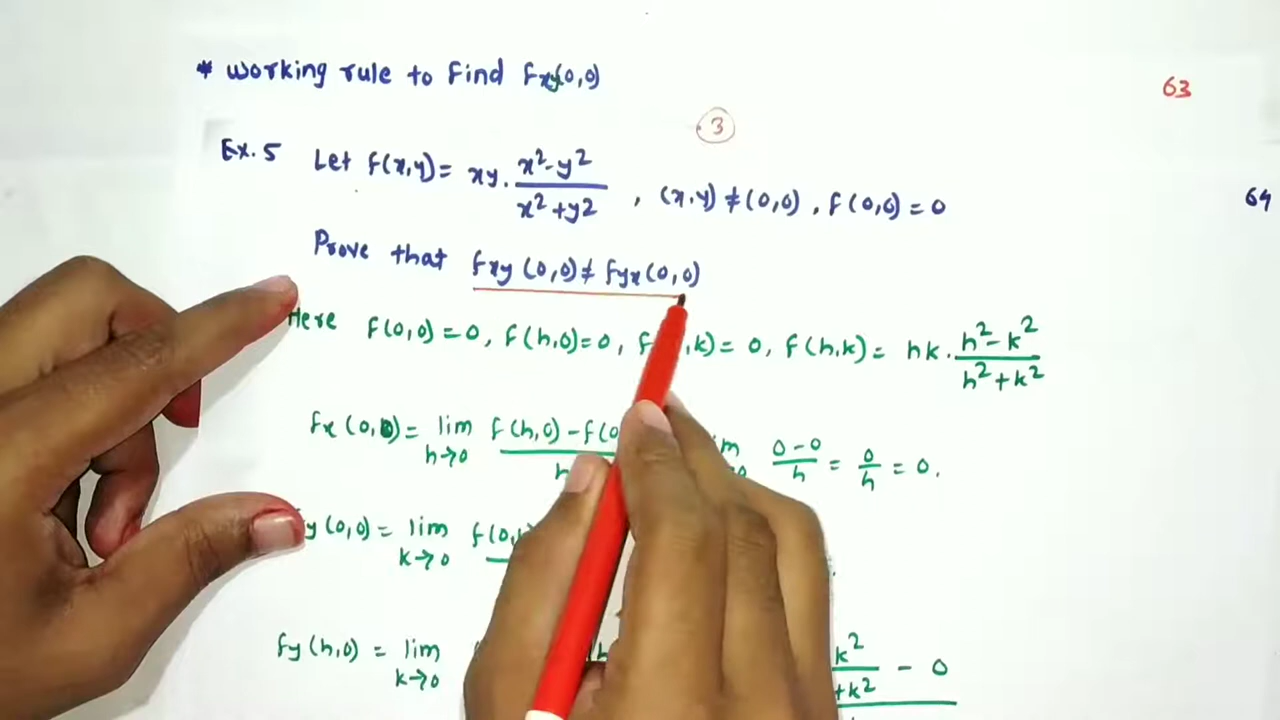 * Working rule to find fxy(0,0)
63
3
Ex. 5 Let f(x,y) = xy. x²-y² / x²+y² , (x,y) ≠ (0,0) , f(0,0) = 0
64
Prove that fxy (0,0) ≠ fyx (0,0)
Here f(0,0) = 0, f(h,0) = 0, f ,k) = 0, f(h,k) = hk. h²-k² / h²+k²
fx (0,0) = lim h→0 f(h,0) - f(0 / h 0-0 / h = 0 / h = 0.
y (0,0) = lim k→0 f(0,
fy (h,0) = lim k→0 k² / +k² - 0